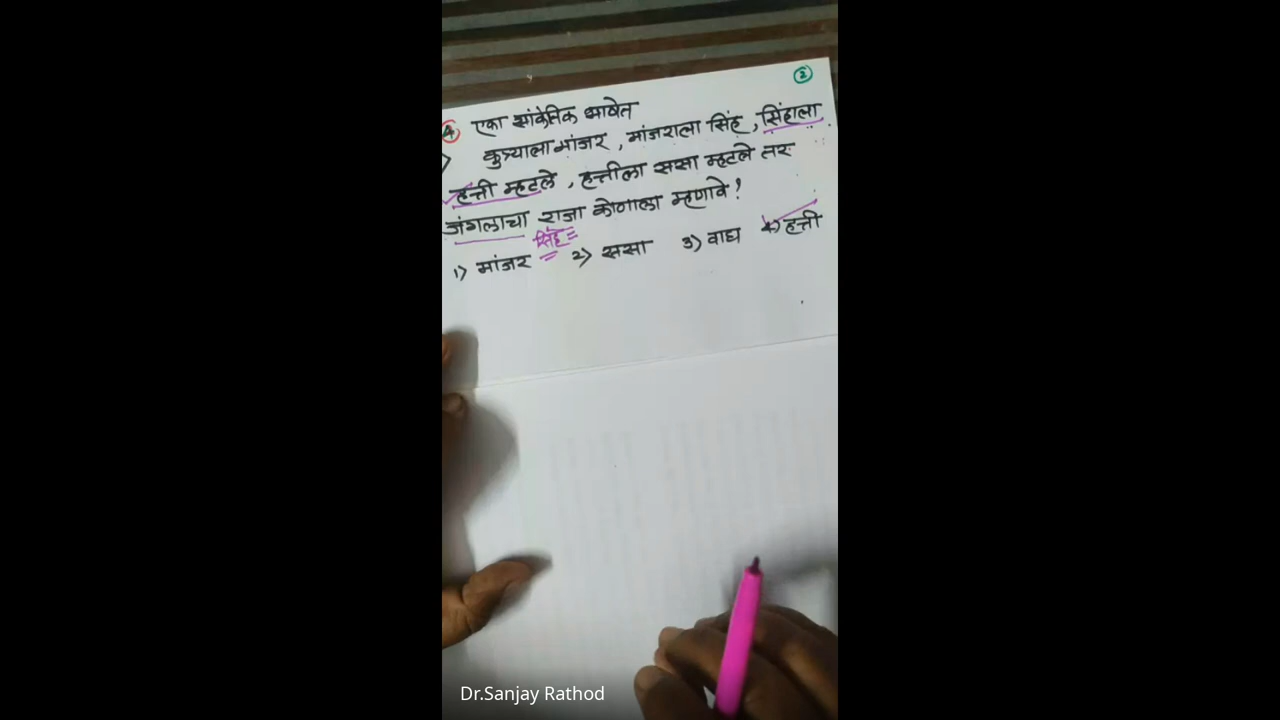 ②
A) एका सांकेतिक भाषेत
कुत्र्याला मांजर, मांजराला सिंह, सिंहाला
हत्ती म्हटले, हत्तीला ससा म्हटले तर
जंगलाचा राजा कोणाला म्हणावे?
सिंह
1) मांजर 2) ससा 3) वाघ 4) हत्ती
Dr.Sanjay Rathod